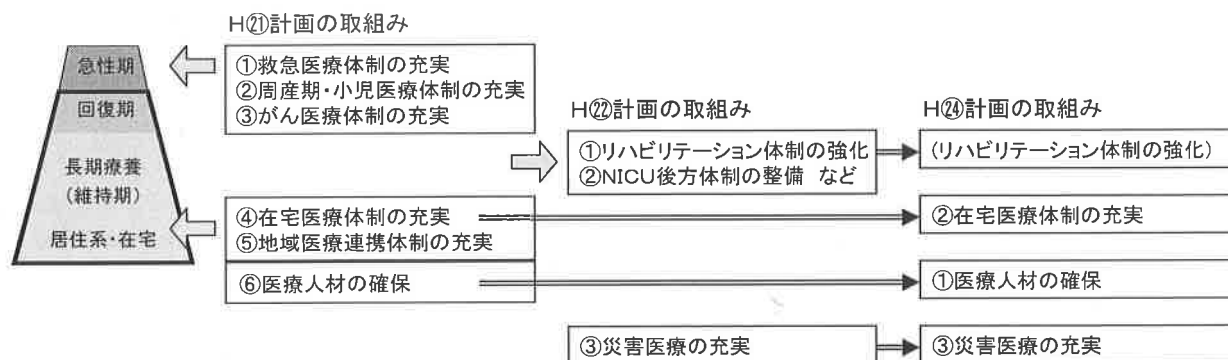 H㉑計画の取組み
急性期
回復期
長期療養
(維持期)
居住系・在宅
①救急医療体制の充実
②周産期・小児医療体制の充実
③がん医療体制の充実
④在宅医療体制の充実
⑤地域医療連携体制の充実
⑥医療人材の確保
H㉒計画の取組み
①リハビリテーション体制の強化
②NICU後方体制の整備 など
③災害医療の充実
H㉔計画の取組み
(リハビリテーション体制の強化)
②在宅医療体制の充実
①医療人材の確保
③災害医療の充実